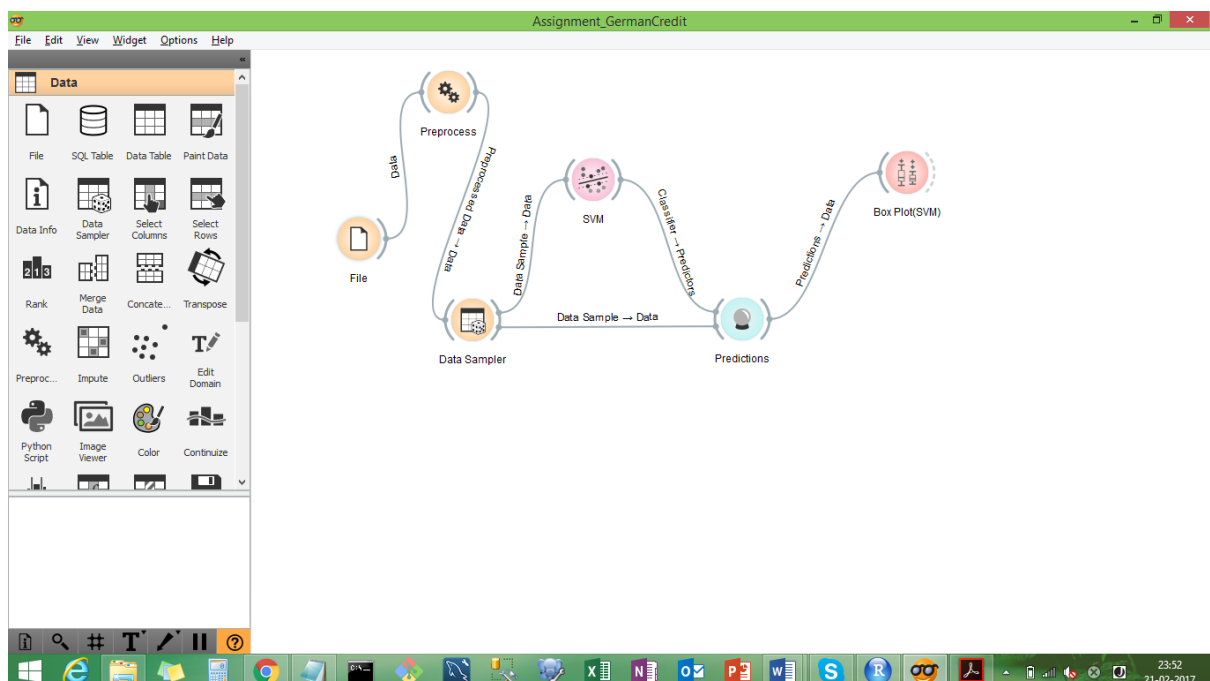 Assignment_GermanCredit
File Edit View Widget Options Help
Data
File SQL Table Data Table Paint Data
Data Info Data Sampler Select Columns Select Rows
Rank Merge Data Concate... Transpose
Preproc... Impute Outliers Edit Domain
Python Script Image Viewer Color Continuize
Preprocess
Data
Preprocessed Data → Data
File
Data Sampler
Data Sample → Data
SVM
Classifier → Predictors
Data Sample → Data
Predictions
Predictions → Data
Box Plot(SVM)
23:52
21-02-2017